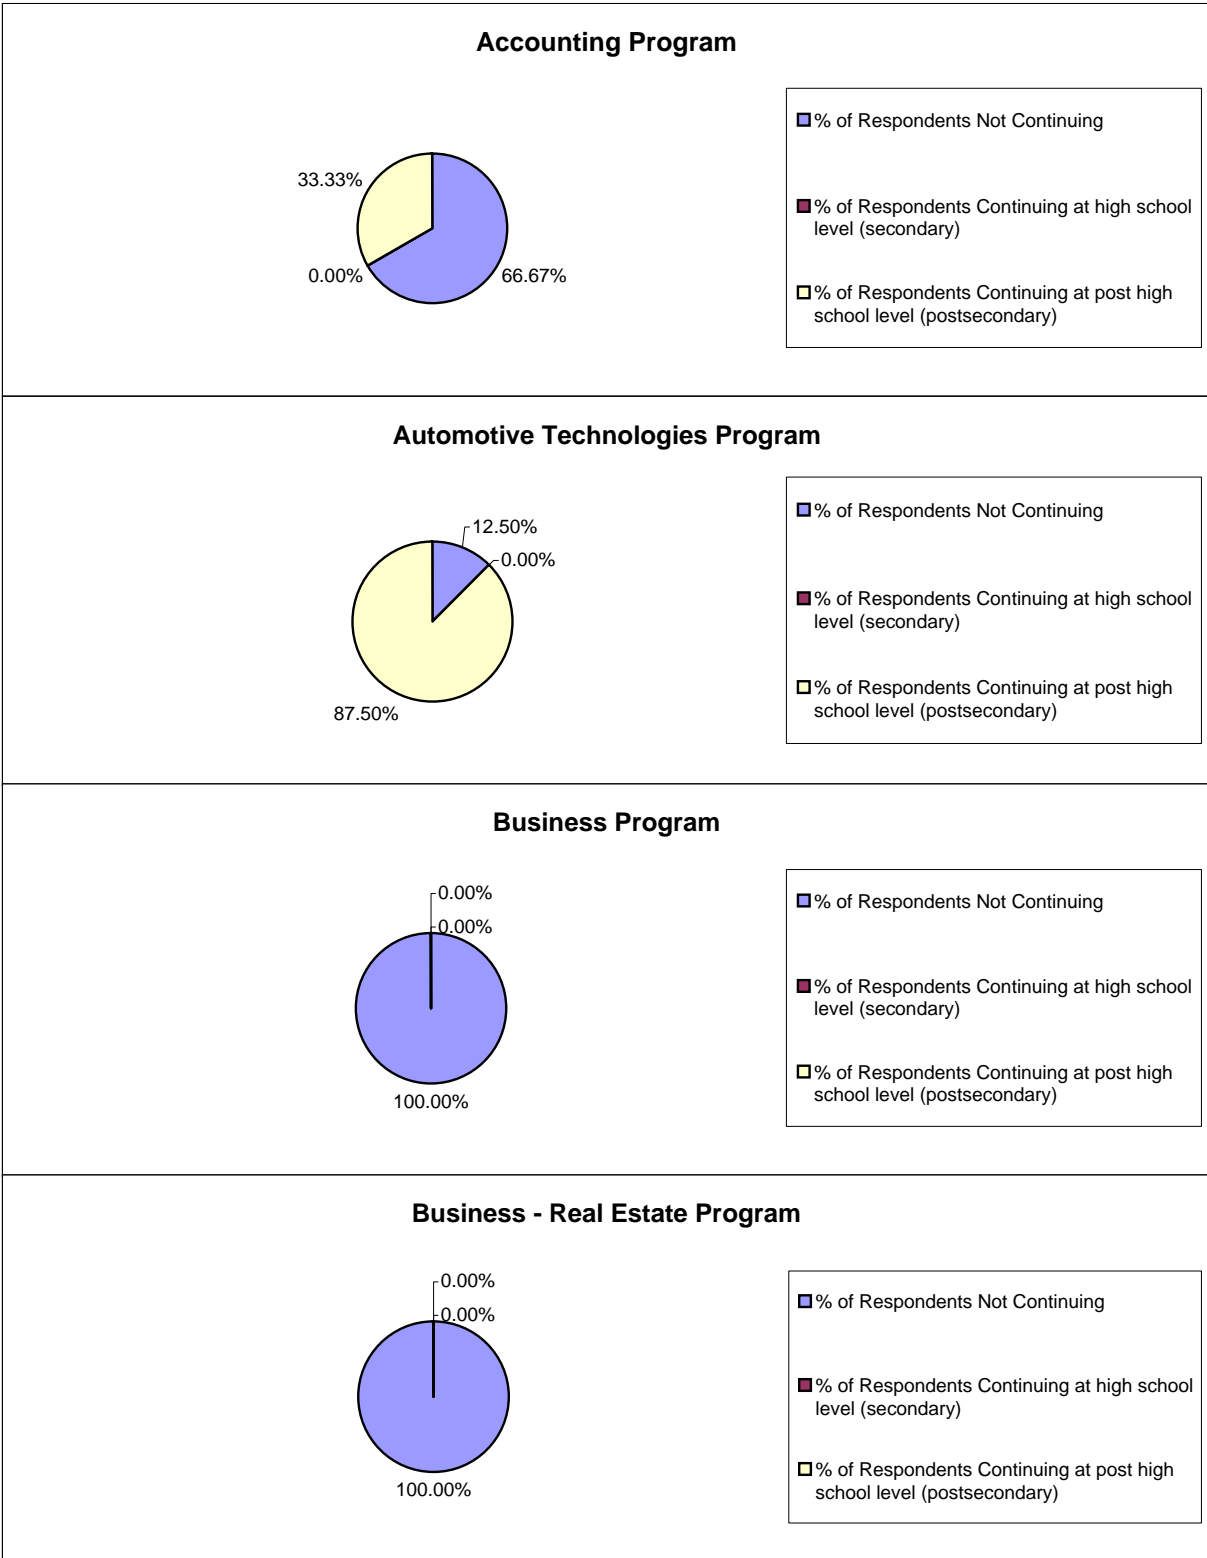 Accounting Program
33.33%
0.00%
66.67%
% of Respondents Not Continuing
% of Respondents Continuing at high school
level (secondary)
% of Respondents Continuing at post high
school level (postsecondary)
Automotive Technologies Program
12.50%
0.00%
87.50%
% of Respondents Not Continuing
% of Respondents Continuing at high school
level (secondary)
% of Respondents Continuing at post high
school level (postsecondary)
Business Program
0.00%
0.00%
100.00%
% of Respondents Not Continuing
% of Respondents Continuing at high school
level (secondary)
% of Respondents Continuing at post high
school level (postsecondary)
Business - Real Estate Program
0.00%
0.00%
100.00%
% of Respondents Not Continuing
% of Respondents Continuing at high school
level (secondary)
% of Respondents Continuing at post high
school level (postsecondary)